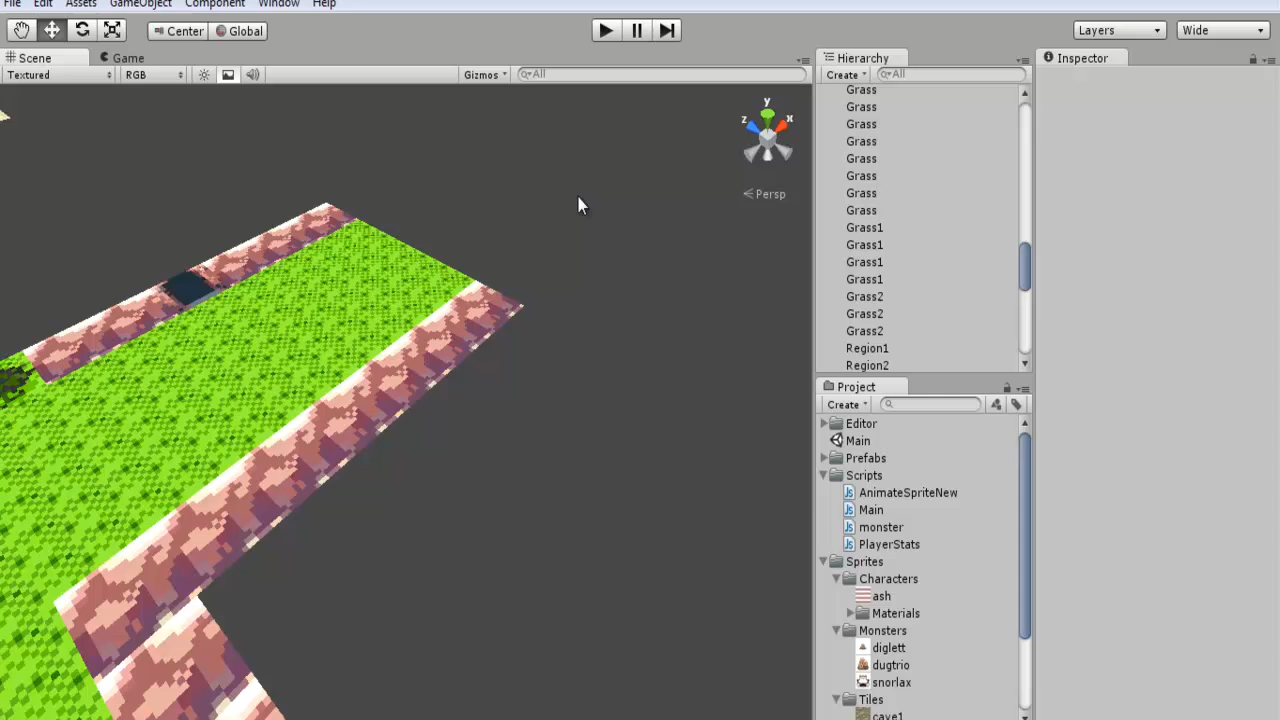 File Edit Assets GameObject Component Window Help
Center Global Layers Wide
Scene Game Hierarchy Inspector
Textured RGB Gizmos All Create All
Grass
Grass
Grass
Grass
Grass
Grass
Grass
Grass
Grass1
Grass1
Grass1
Grass1
Grass2
Grass2
Grass2
Region1
Region2
y
z x
Persp
Project
Create
Editor
Main
Prefabs
Scripts
AnimateSpriteNew
Main
monster
PlayerStats
Sprites
Characters
ash
Materials
Monsters
diglett
dugtrio
snorlax
Tiles
cave1